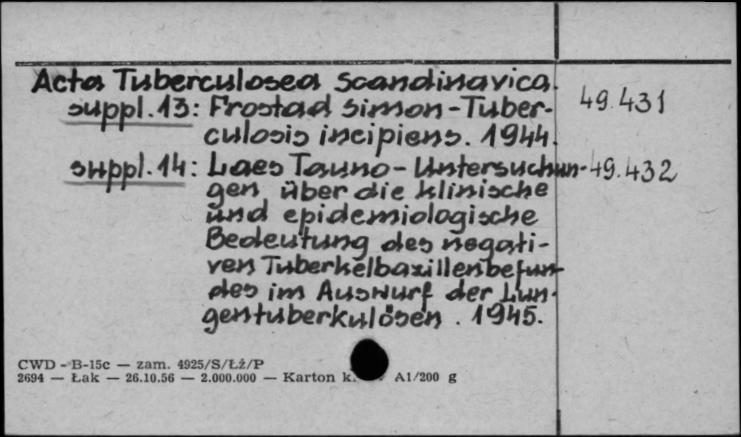 Acta Tuberculosea Scandinavica.
suppl.13: Frostad Simon - Tuber- 49.431
culosis incipiens. 1944.
suppl.14: Laes Tauno - Untersuchun- 49.432
gen über die klinische
und epidemiologische
Bedeutung des negati-
ven Tuberkelbazillenbefun-
des im Auswurf der Lun-
gentuberkulösen. 1945.
CWD - B-15c — zam. 4925/S/Łż/P
2694 — Łak — 26.10.56 — 2.000.000 — Karton k. A1/200 g